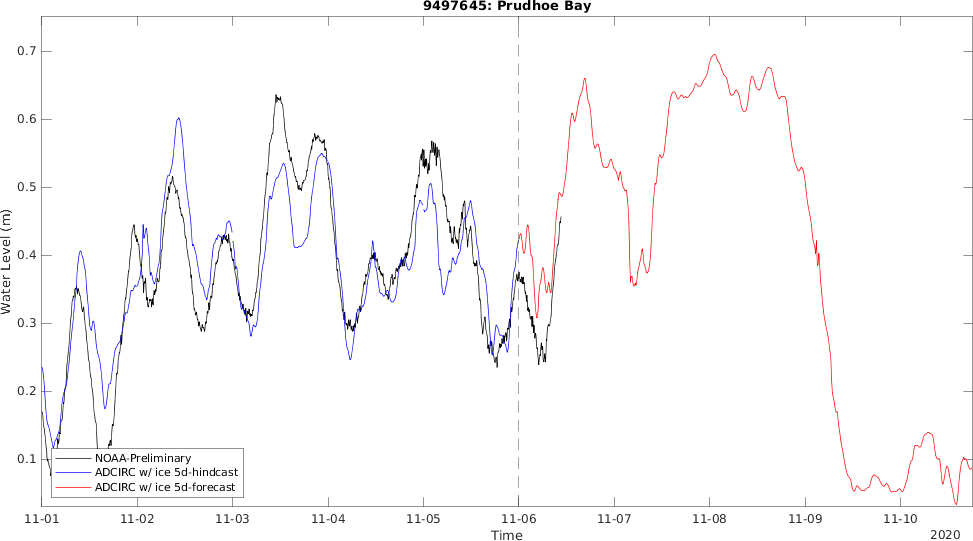 9497645: Prudhoe Bay
Water Level (m)
0.7
0.6
0.5
0.4
0.3
0.2
0.1
NOAA-Preliminary
ADCIRC w/ ice 5d-hindcast
ADCIRC w/ ice 5d-forecast
11-01 11-02 11-03 11-04 11-05 11-06 11-07 11-08 11-09 11-10
Time
2020